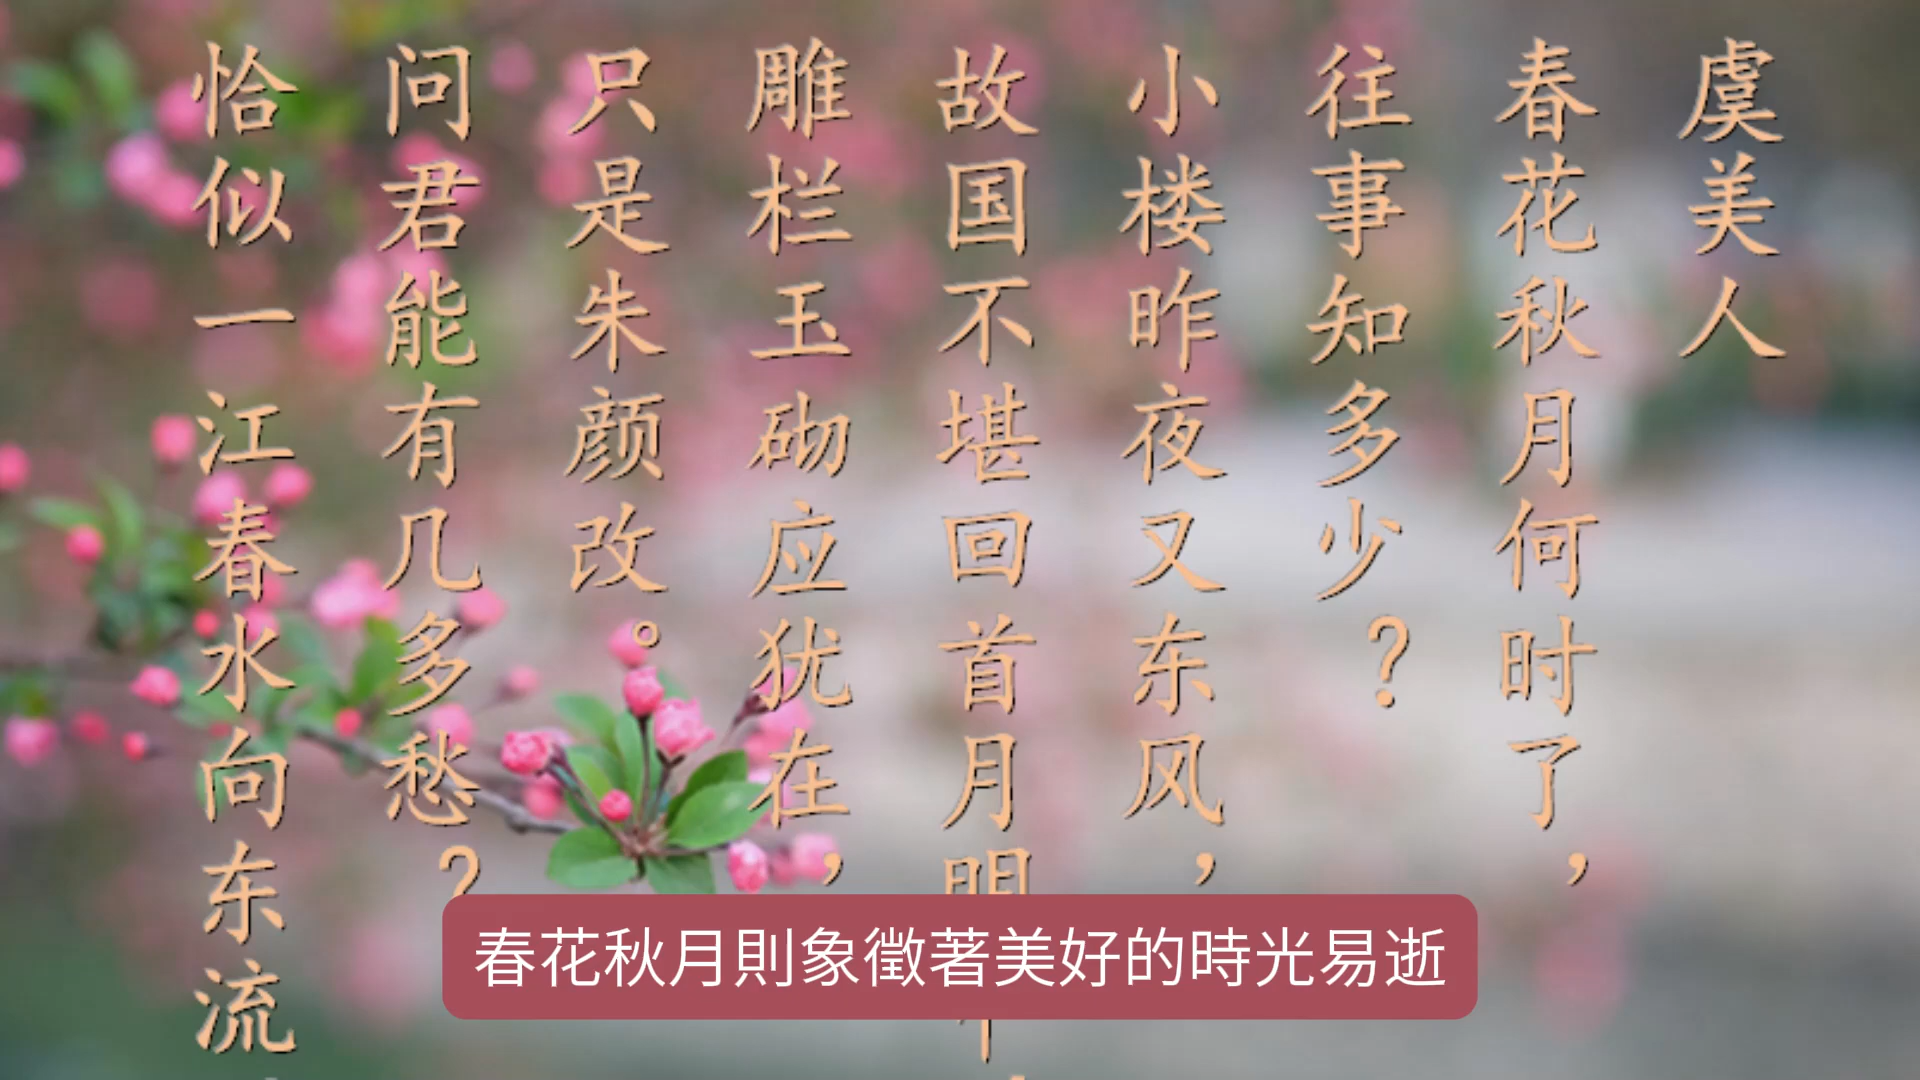 虞美人
春花秋月何时了，
往事知多少？
小楼昨夜又东风，
故国不堪回首月明中
雕栏玉砌应犹在，
只是朱颜改。
问君能有几多愁？
恰似一江春水向东流
春花秋月則象徵著美好的時光易逝